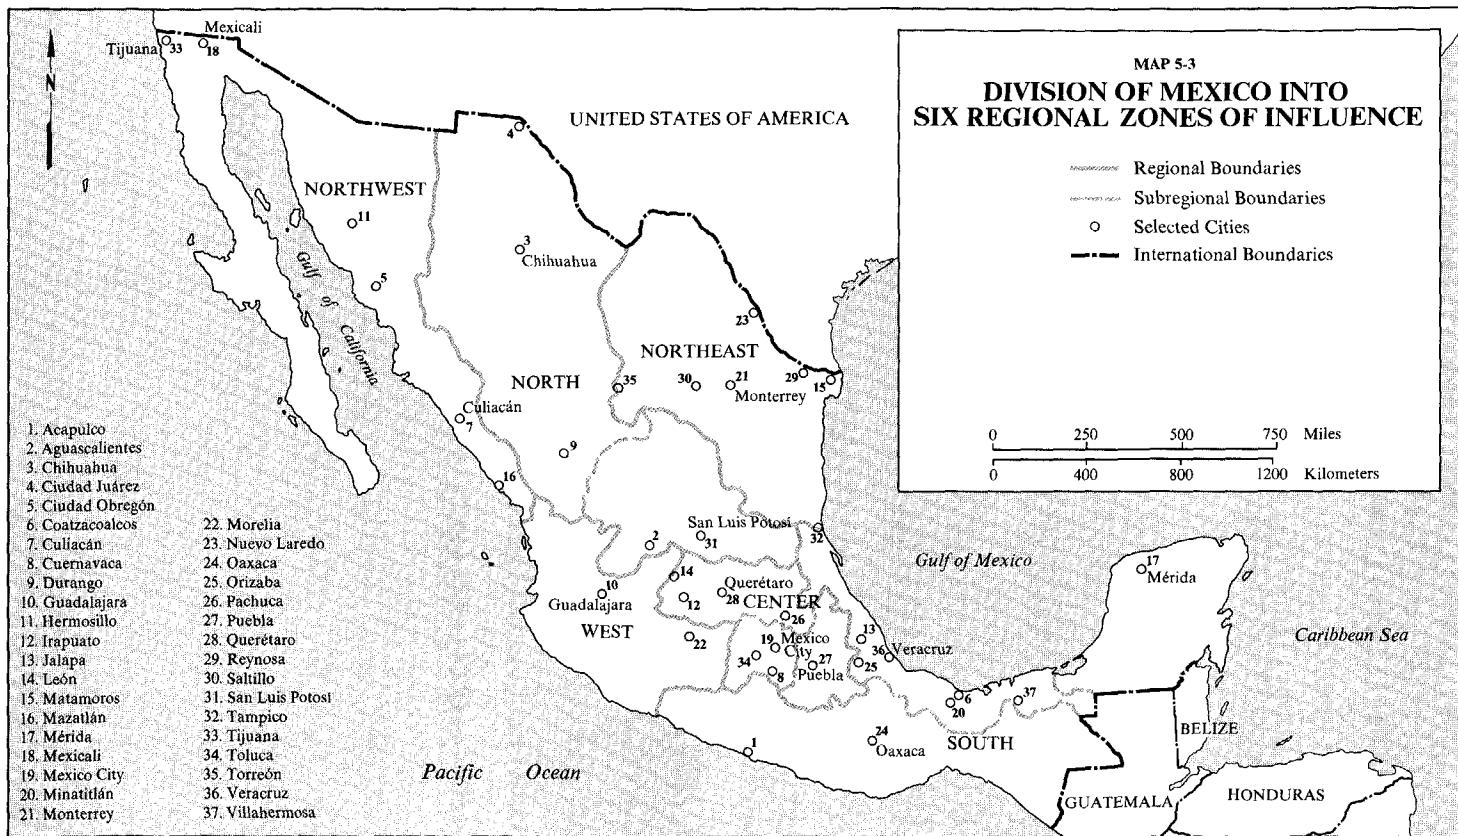 MAP 5-3
DIVISION OF MEXICO INTO
SIX REGIONAL ZONES OF INFLUENCE
Regional Boundaries
Subregional Boundaries
Selected Cities
International Boundaries
0 250 500 750 Miles
0 400 800 1200 Kilometers
N
Mexicali
Tijuana
33
18
4
UNITED STATES OF AMERICA
NORTHWEST
11
3
Chihuahua
5
Gulf of California
23
NORTHEAST
NORTH
35
30
21
Monterrey
29
15
Culiacán
7
9
16
San Luis Potosí
2
31
32
Gulf of Mexico
17
Mérida
14
10
Guadalajara
12
Querétaro
28
CENTER
26
WEST
22
19
Mexico
City
34
8
27
Puebla
13
36
Veracruz
25
Caribbean Sea
6
20
37
1
24
Oaxaca
SOUTH
BELIZE
Pacific Ocean
GUATEMALA
HONDURAS
1. Acapulco
2. Aguascalientes
3. Chihuahua
4. Ciudad Juárez
5. Ciudad Obregón
6. Coatzacoalcos
7. Culiacán
8. Cuernavaca
9. Durango
10. Guadalajara
11. Hermosillo
12. Irapuato
13. Jalapa
14. León
15. Matamoros
16. Mazatlán
17. Mérida
18. Mexicali
19. Mexico City
20. Minatitlán
21. Monterrey
22. Morelia
23. Nuevo Laredo
24. Oaxaca
25. Orizaba
26. Pachuca
27. Puebla
28. Querétaro
29. Reynosa
30. Saltillo
31. San Luis Potosí
32. Tampico
33. Tijuana
34. Toluca
35. Torreón
36. Veracruz
37. Villahermosa